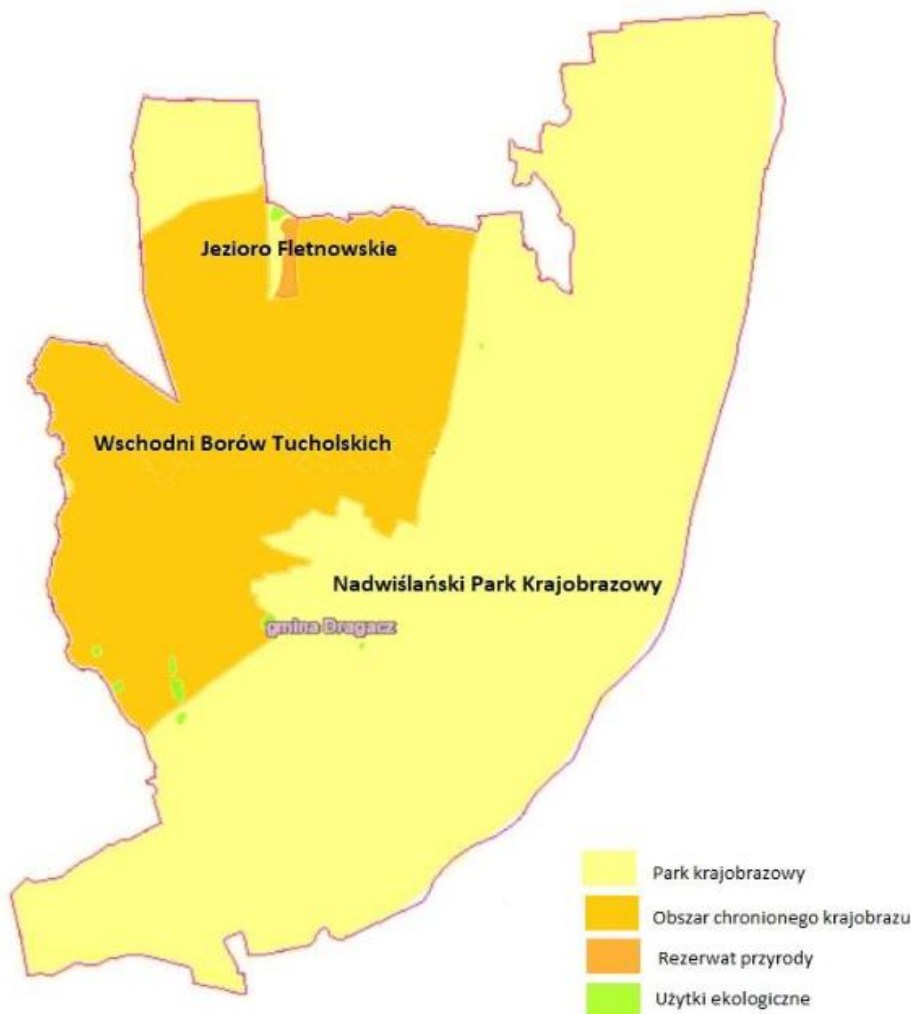 Jezioro Fletnowskie
Wschodni Borów Tucholskich
Nadwiślański Park Krajobrazowy
gmina Dragacz
Park krajobrazowy
Obszar chronionego krajobrazu
Rezerwat przyrody
Użytki ekologiczne